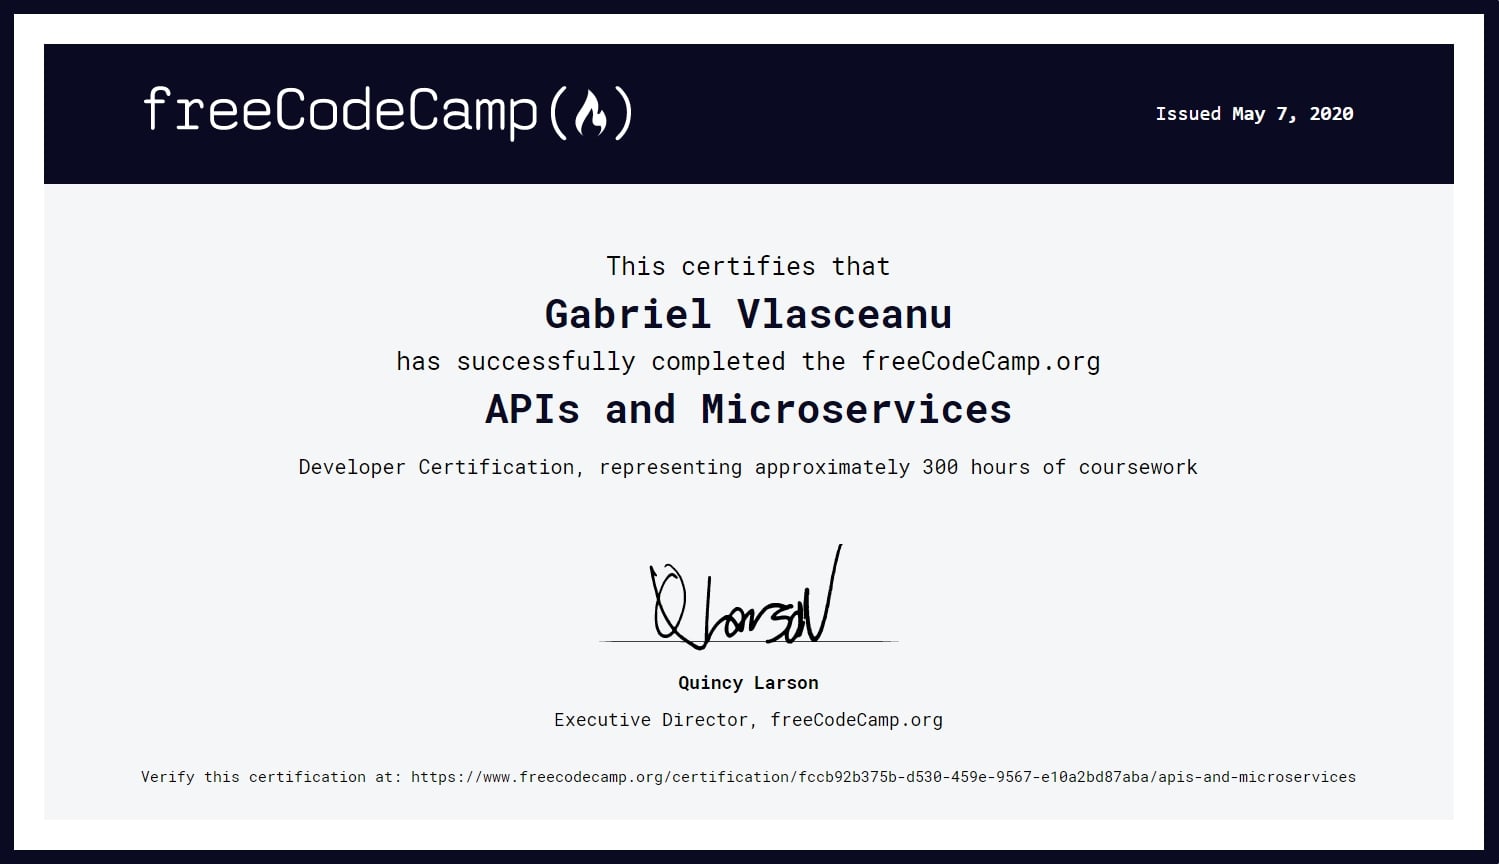 freeCodeCamp(🔥)
Issued May 7, 2020
This certifies that
Gabriel Vlasceanu
has successfully completed the freeCodeCamp.org
APIs and Microservices
Developer Certification, representing approximately 300 hours of coursework
Q Larson
Quincy Larson
Executive Director, freeCodeCamp.org
Verify this certification at: https://www.freecodecamp.org/certification/fccb92b375b-d530-459e-9567-e10a2bd87aba/apis-and-microservices